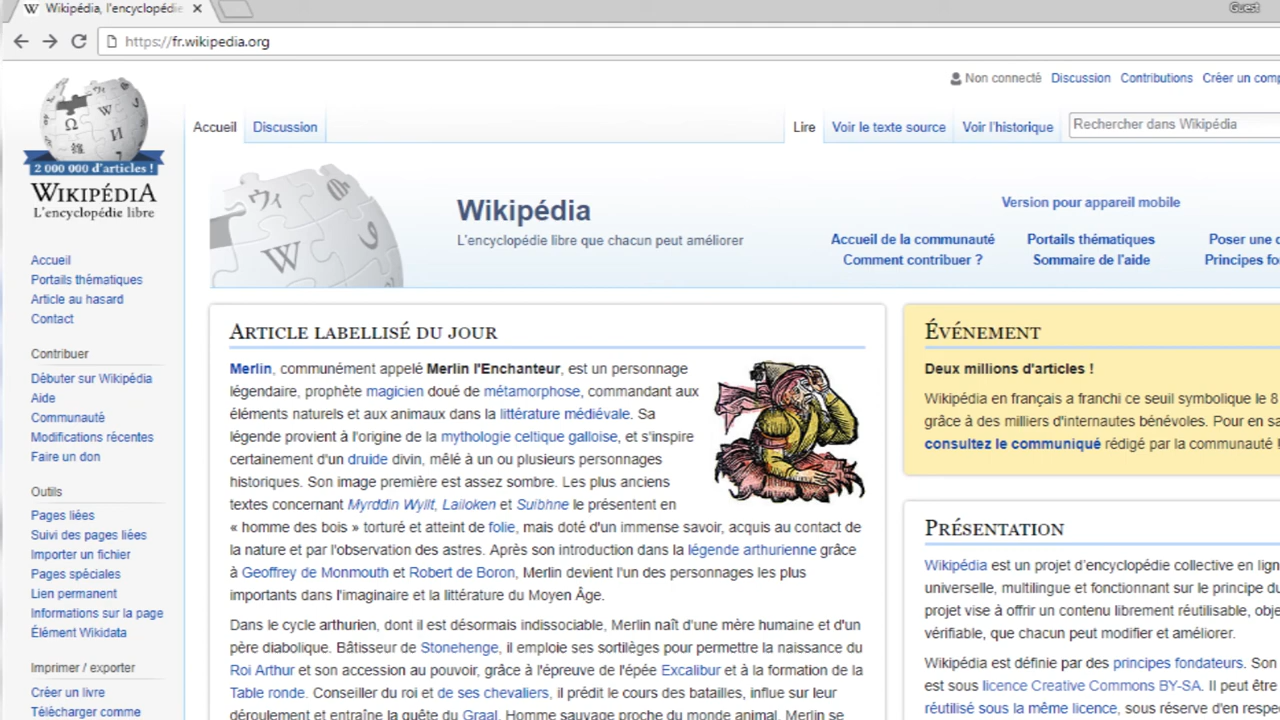 Wikipédia, l'encyclopédie
Guest
https://fr.wikipedia.org
Non connecté Discussion Contributions Créer un comp
Accueil Discussion Lire Voir le texte source Voir l'historique Rechercher dans Wikipédia
2 000 000 d'articles !
WIKIPÉDIA
L'encyclopédie libre
Accueil
Portails thématiques
Article au hasard
Contact
Contribuer
Débuter sur Wikipédia
Aide
Communauté
Modifications récentes
Faire un don
Outils
Pages liées
Suivi des pages liées
Importer un fichier
Pages spéciales
Lien permanent
Informations sur la page
Élément Wikidata
Imprimer / exporter
Créer un livre
Télécharger comme
Wikipédia
L'encyclopédie libre que chacun peut améliorer
Version pour appareil mobile
Accueil de la communauté Portails thématiques Poser une q
Comment contribuer ? Sommaire de l'aide Principes fo
ARTICLE LABELLISÉ DU JOUR
Merlin, communément appelé Merlin l'Enchanteur, est un personnage
légendaire, prophète magicien doué de métamorphose, commandant aux
éléments naturels et aux animaux dans la littérature médiévale. Sa
légende provient à l'origine de la mythologie celtique galloise, et s'inspire
certainement d'un druide divin, mêlé à un ou plusieurs personnages
historiques. Son image première est assez sombre. Les plus anciens
textes concernant Myrddin Wyllt, Lailoken et Suibhne le présentent en
« homme des bois » torturé et atteint de folie, mais doté d'un immense savoir, acquis au contact de
la nature et par l'observation des astres. Après son introduction dans la légende arthurienne grâce
à Geoffrey de Monmouth et Robert de Boron, Merlin devient l'un des personnages les plus
importants dans l'imaginaire et la littérature du Moyen Âge.
Dans le cycle arthurien, dont il est désormais indissociable, Merlin naît d'une mère humaine et d'un
père diabolique. Bâtisseur de Stonehenge, il emploie ses sortilèges pour permettre la naissance du
Roi Arthur et son accession au pouvoir, grâce à l'épreuve de l'épée Excalibur et à la formation de la
Table ronde. Conseiller du roi et de ses chevaliers, il prédit le cours des batailles, influe sur leur
déroulement et entraîne la quête du Graal. Homme sauvage proche du monde animal, Merlin se
ÉVÉNEMENT
Deux millions d'articles !
Wikipédia en français a franchi ce seuil symbolique le 8
grâce à des milliers d'internautes bénévoles. Pour en sa
consultez le communiqué rédigé par la communauté !
PRÉSENTATION
Wikipédia est un projet d'encyclopédie collective en lign
universelle, multilingue et fonctionnant sur le principe du
projet vise à offrir un contenu librement réutilisable, obje
vérifiable, que chacun peut modifier et améliorer.
Wikipédia est définie par des principes fondateurs. Son
est sous licence Creative Commons BY-SA. Il peut être
réutilisé sous la même licence, sous réserve d'en respe